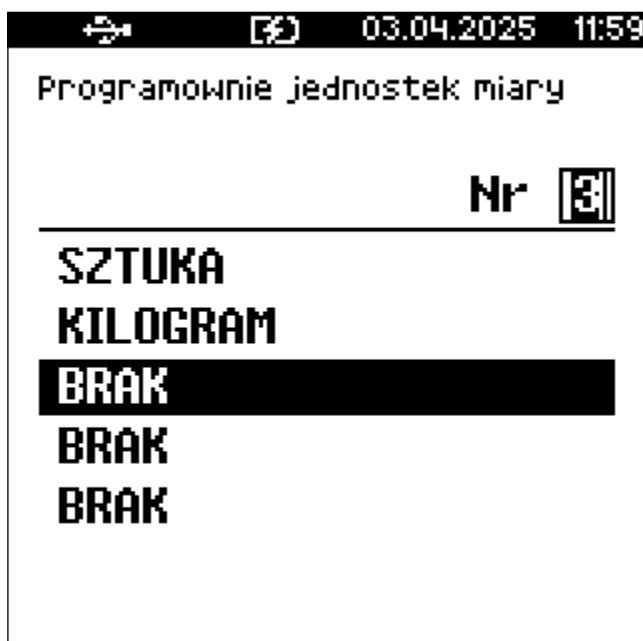 03.04.2025 11:59
Programownie jednostek miary
Nr 3
SZTUKA
KILOGRAM
BRAK
BRAK
BRAK